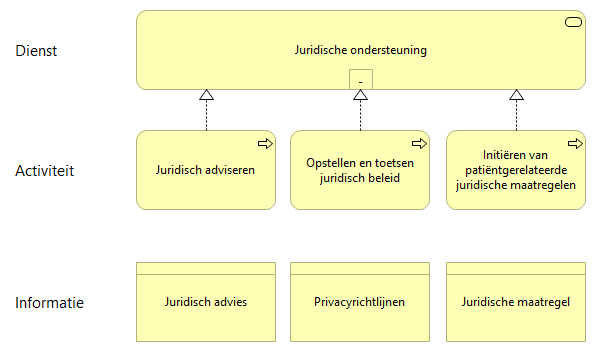 Dienst
Juridische ondersteuning
-
Activiteit
Juridisch adviseren
Opstellen en toetsen
juridisch beleid
Initiëren van
patiëntgerelateerde
juridische maatregelen
Informatie
Juridisch advies
Privacyrichtlijnen
Juridische maatregel